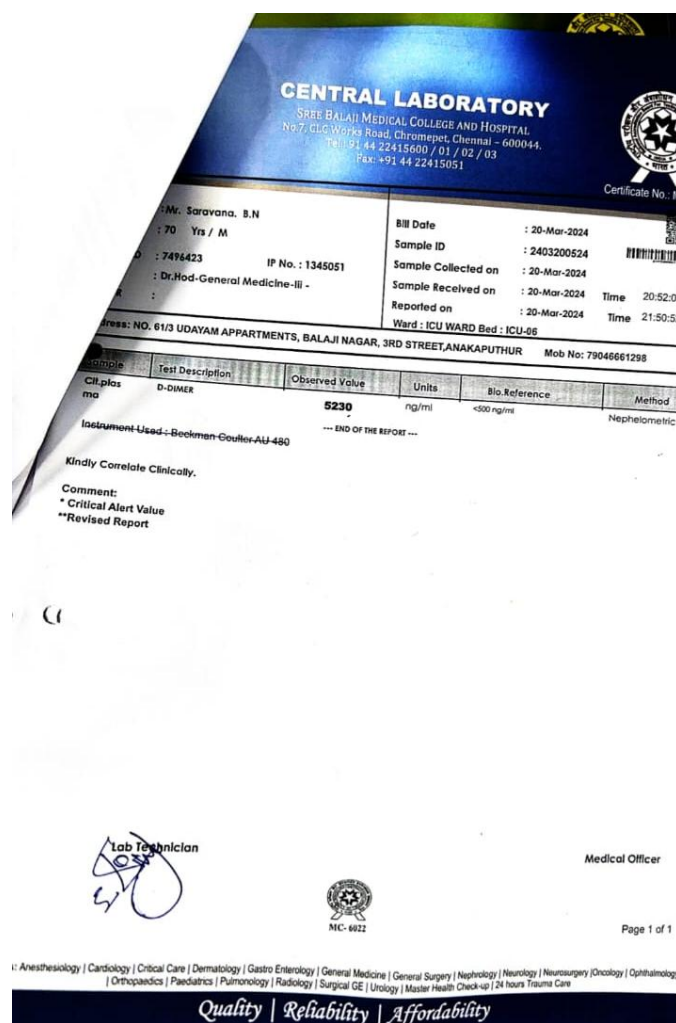 CENTRAL LABORATORY
SREE BALAJI MEDICAL COLLEGE AND HOSPITAL
No.7, CLC Works Road, Chromepet, Chennai – 600044.
Tel : 91 44 22415600 / 01 / 02 / 03
Fax: +91 44 22415051
Certificate No.:
: Mr. Saravana. B.N
: 70 Yrs / M
: 7496423 IP No. : 1345051
: Dr.Hod-General Medicine-Iii -
:
Bill Date : 20-Mar-2024
Sample ID : 2403200524
Sample Collected on : 20-Mar-2024
Sample Received on : 20-Mar-2024 Time 20:52:0
Reported on : 20-Mar-2024 Time 21:50:5
Ward : ICU WARD Bed : ICU-06
dress: NO. 61/3 UDAYAM APPARTMENTS, BALAJI NAGAR, 3RD STREET,ANAKAPUTHUR Mob No: 79046661298
Sample Test Description Observed Value Units Bio.Reference Method
Cit.plas D-DIMER 5230 ng/ml <500 ng/ml Nephelometric
ma
Instrument Used : Beckman Coulter AU 480
--- END OF THE REPORT ---
Kindly Correlate Clinically.
Comment:
* Critical Alert Value
**Revised Report
Lab Technician
Medical Officer
MC- 6022
Page 1 of 1
: Anesthesiology | Cardiology | Critical Care | Dermatology | Gastro Enterology | General Medicine | General Surgery | Nephrology | Neurology | Neurosurgery |Oncology | Ophthalmology
| Orthopaedics | Paediatrics | Pulmonology | Radiology | Surgical GE | Urology | Master Health Check-up | 24 hours Trauma Care
Quality | Reliability | Affordability